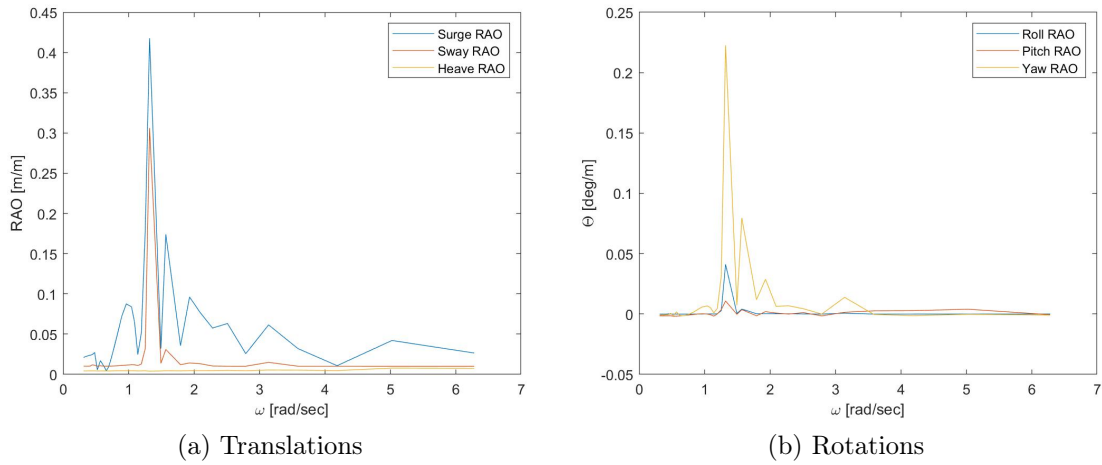 0.45
0.4
0.35
0.3
0.25
0.2
0.15
0.1
0.05
0
RAO [m/m]
Surge RAO
Sway RAO
Heave RAO
0 1 2 3 4 5 6 7
ω [rad/sec]
(a) Translations
0.25
0.2
0.15
0.1
0.05
0
-0.05
Θ [deg/m]
Roll RAO
Pitch RAO
Yaw RAO
0 1 2 3 4 5 6 7
ω [rad/sec]
(b) Rotations